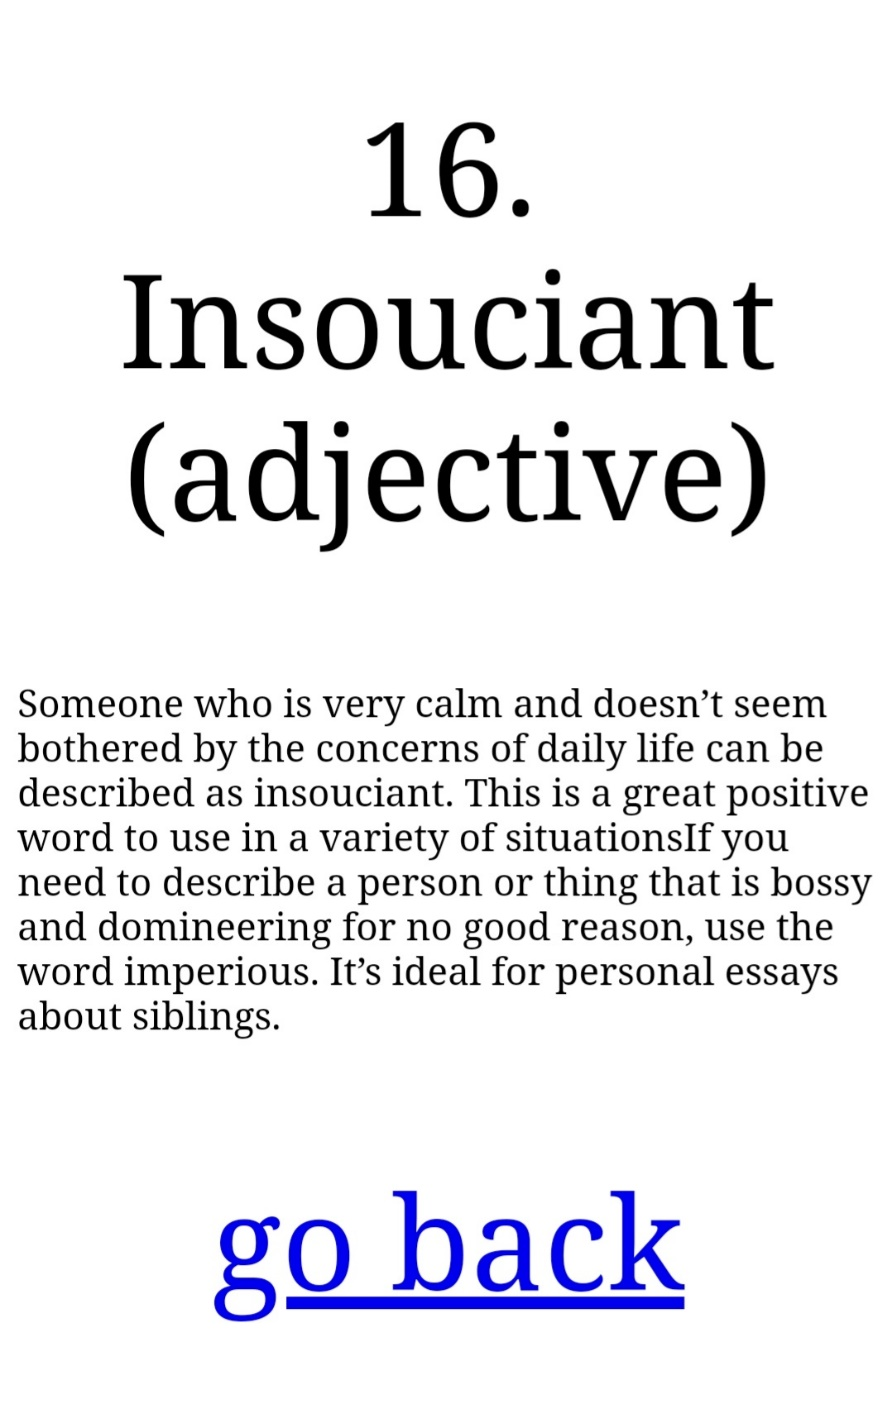 16.
Insouciant
(adjective)
Someone who is very calm and doesn’t seem
bothered by the concerns of daily life can be
described as insouciant. This is a great positive
word to use in a variety of situationsIf you
need to describe a person or thing that is bossy
and domineering for no good reason, use the
word imperious. It’s ideal for personal essays
about siblings.
go back